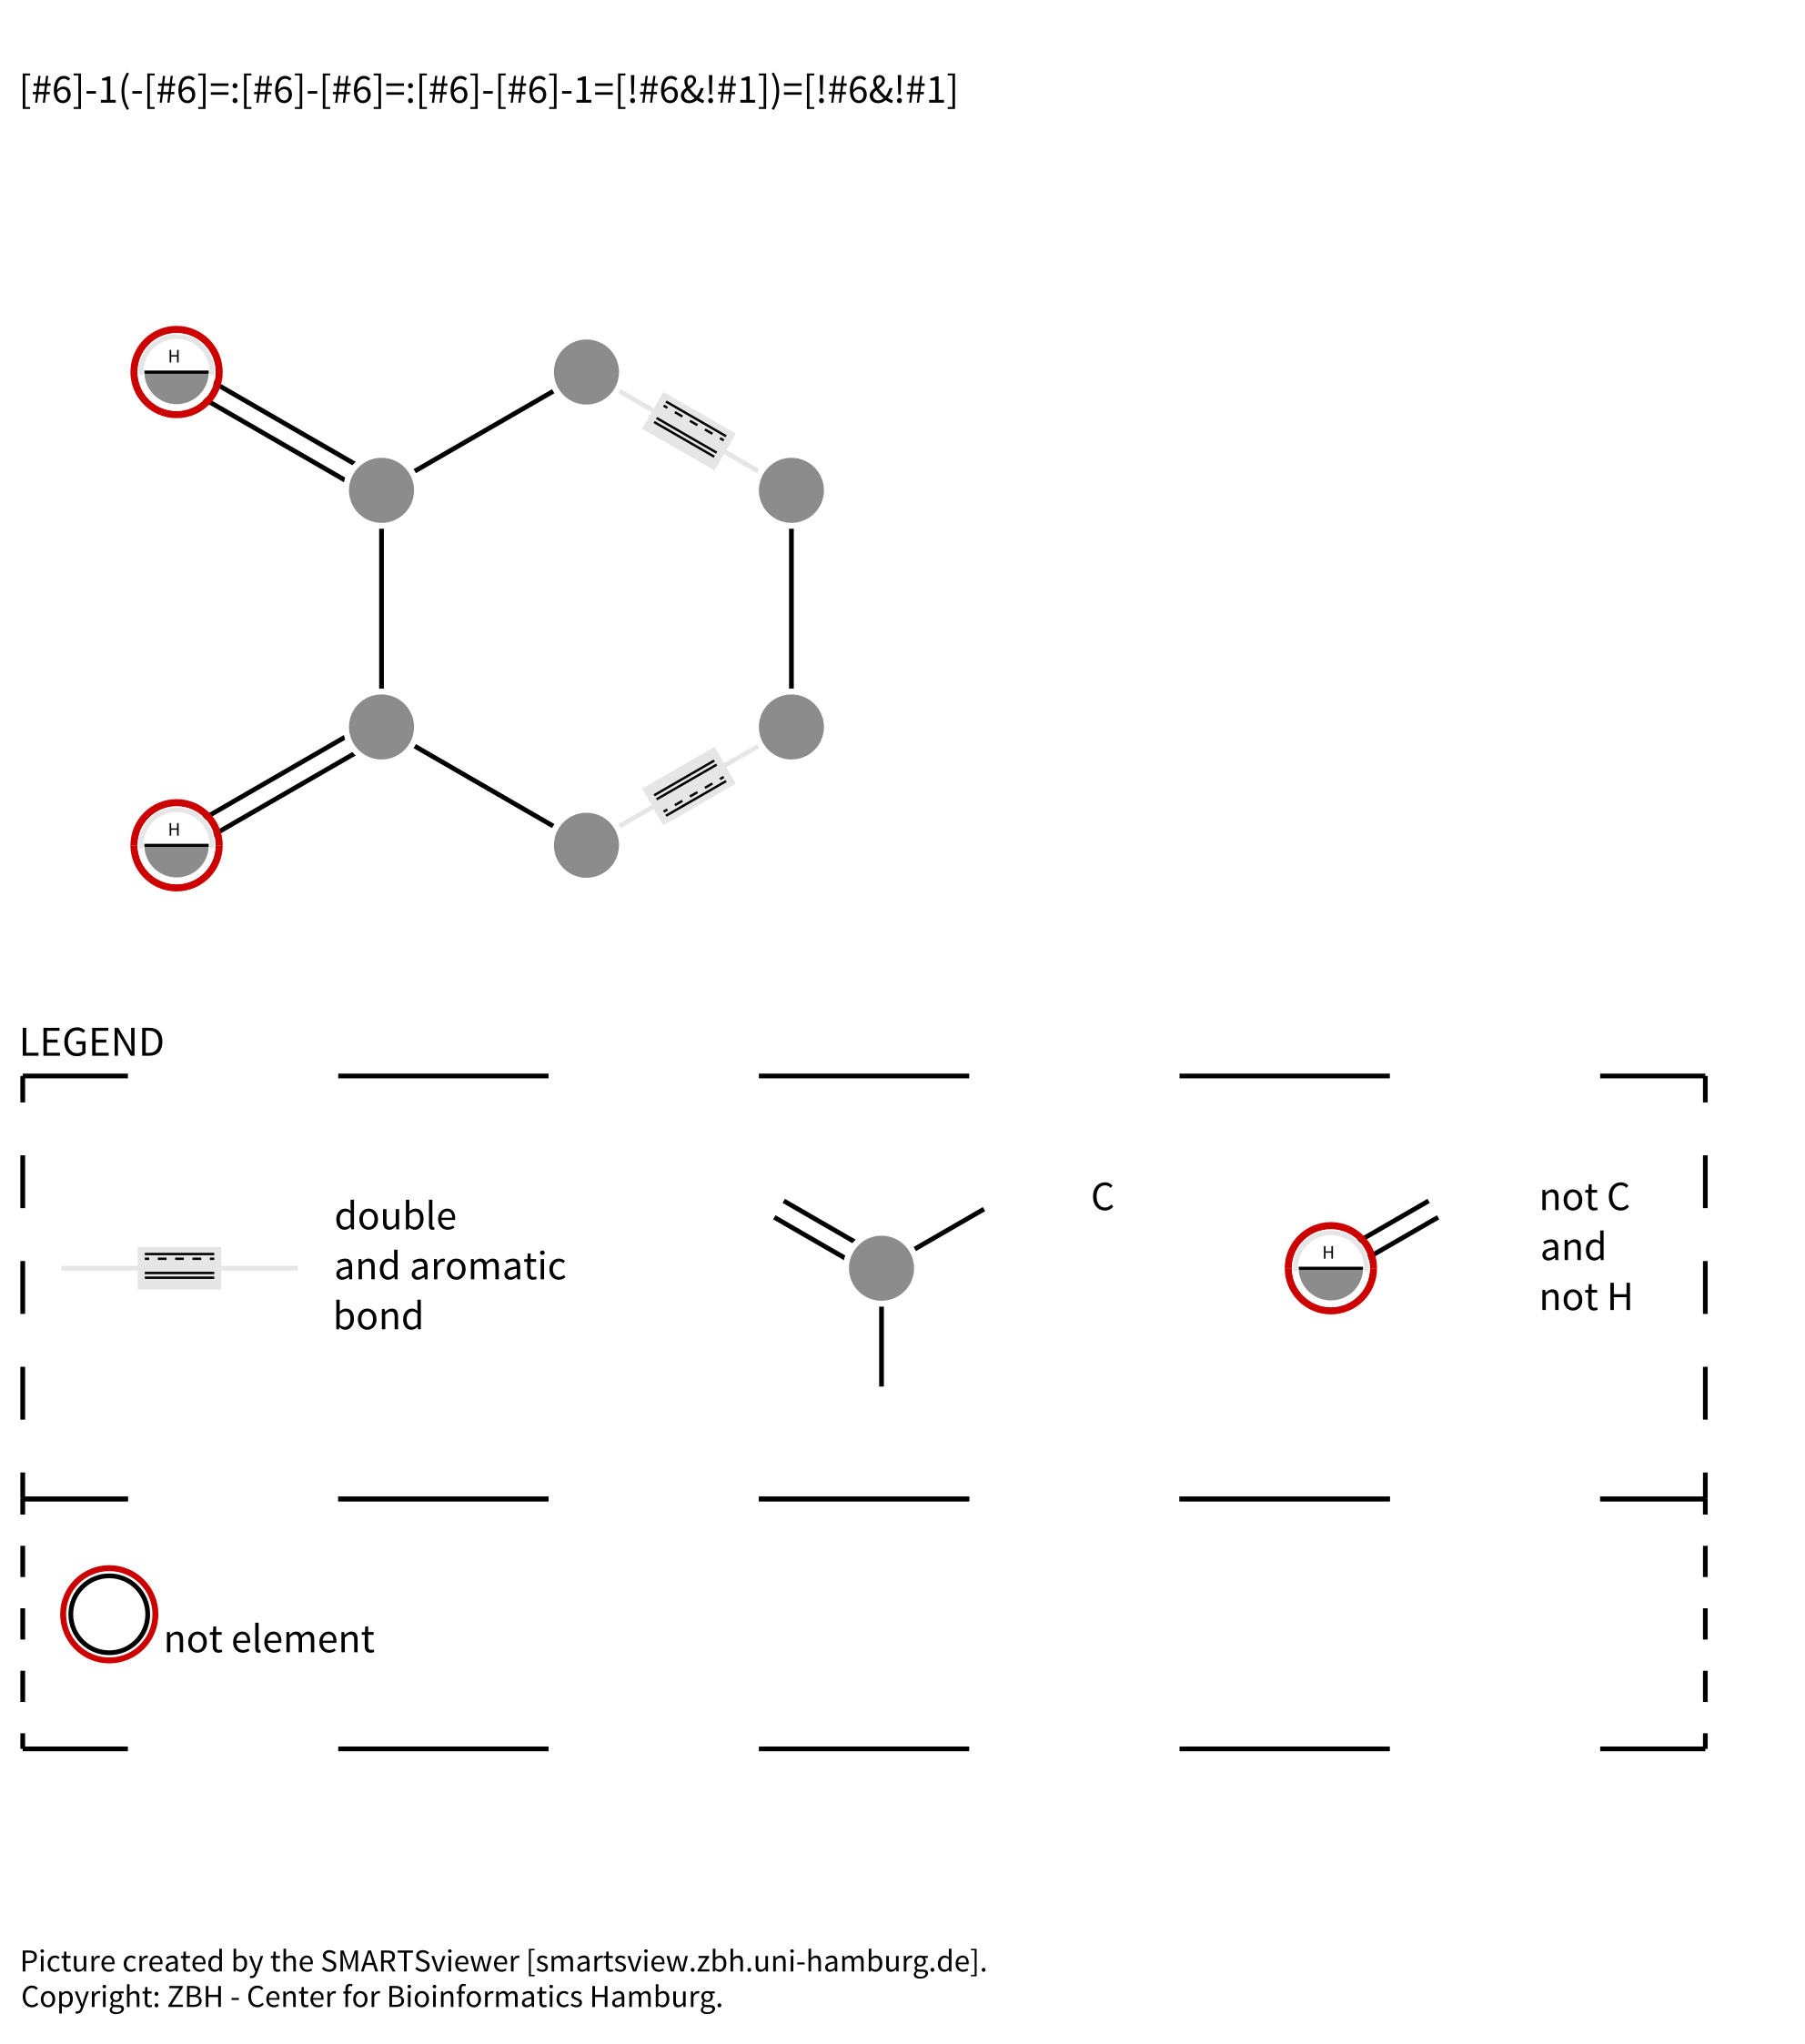 [#6]-1(-[#6]=:[#6]-[#6]=:[#6]-[#6]-1=[!#6&!#1])=[!#6&!#1]
H
H
LEGEND
double
and aromatic
bond
C
H
not C
and
not H
not element
Picture created by the SMARTSviewer [smartsview.zbh.uni-hamburg.de].
Copyright: ZBH - Center for Bioinformatics Hamburg.